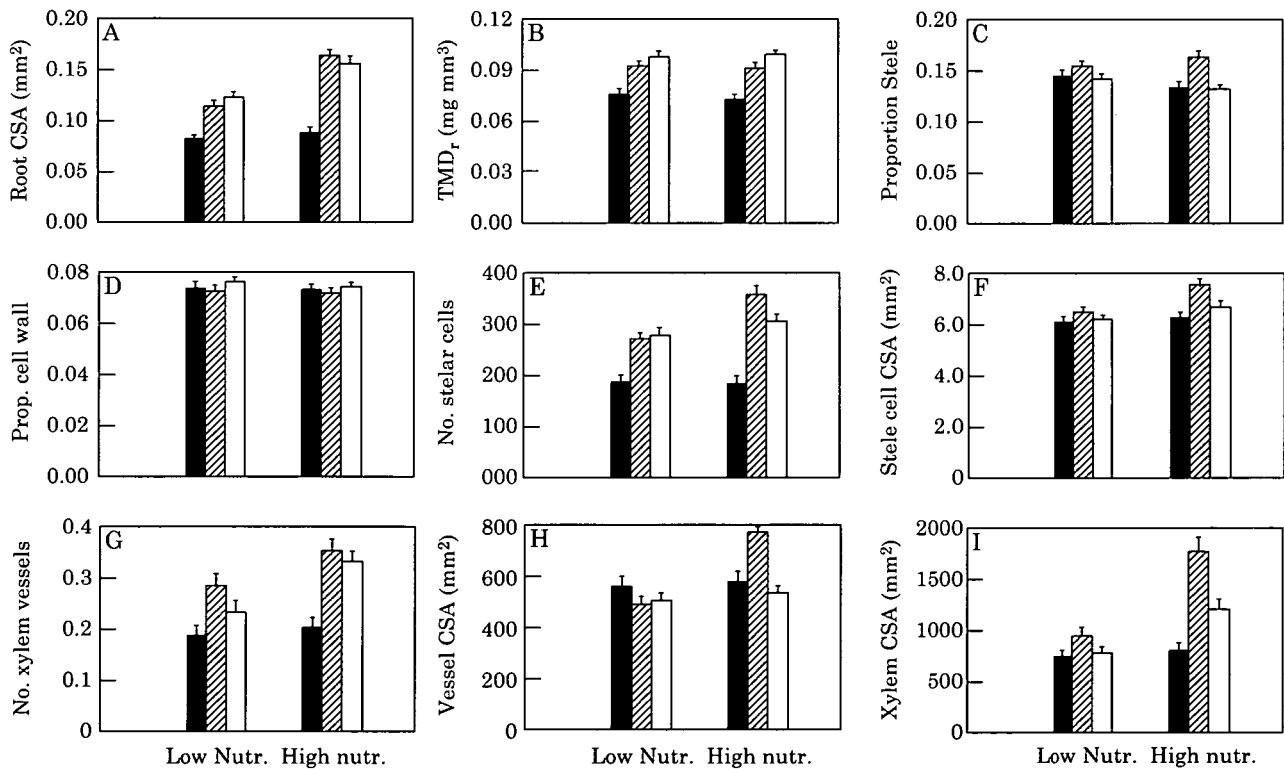 A
Root CSA (mm²)
0.20
0.15
0.10
0.05
0.00
B
TMDᵣ (mg mm³)
0.12
0.09
0.06
0.03
0.00
C
Proportion Stele
0.20
0.15
0.10
0.05
0.00
D
Prop. cell wall
0.08
0.06
0.04
0.02
0.00
E
No. stelar cells
400
300
200
100
000
F
Stele cell CSA (mm²)
8.0
6.0
4.0
2.0
0
G
No. xylem vessels
0.4
0.3
0.2
0.1
0
Low Nutr. High nutr.
H
Vessel CSA (mm²)
800
600
400
200
0
Low Nutr. High nutr.
I
Xylem CSA (mm²)
2000
1500
1000
500
0
Low Nutr. High nutr.